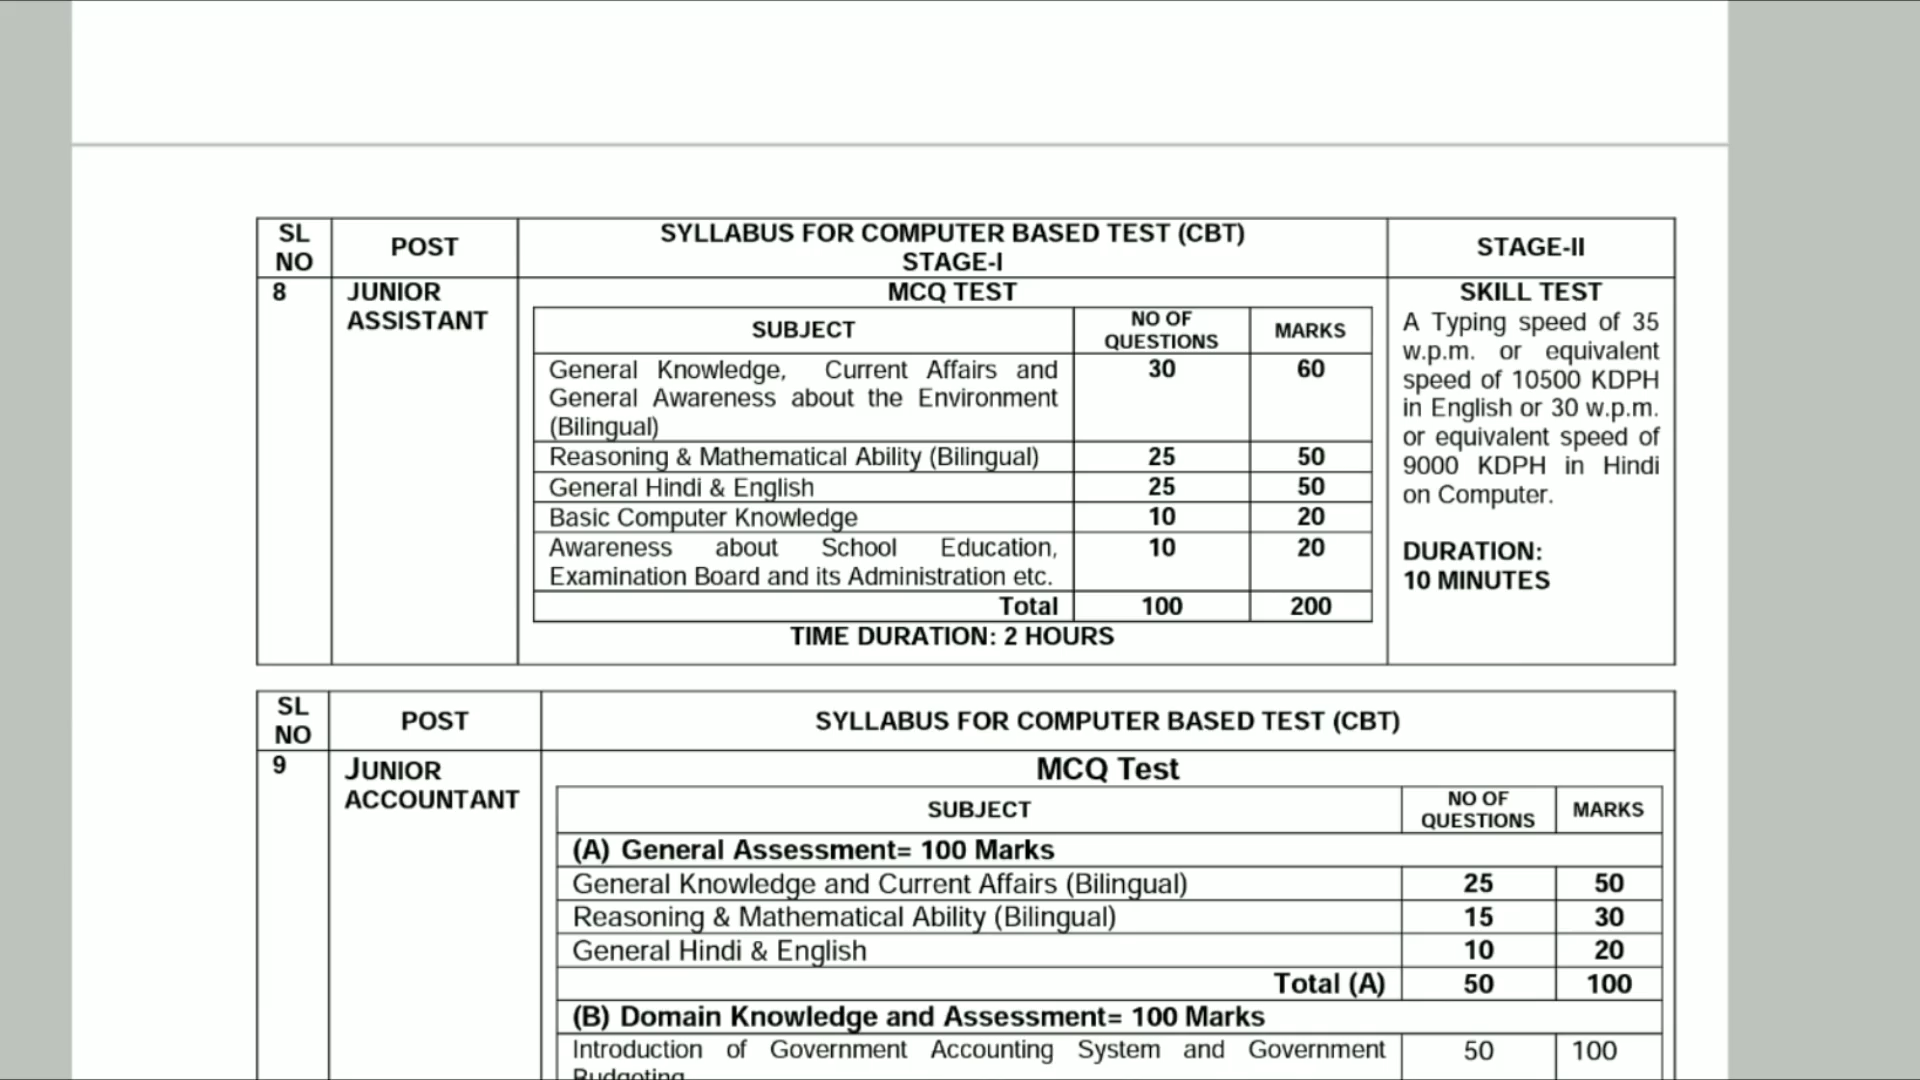 SL
NO
POST
SYLLABUS FOR COMPUTER BASED TEST (CBT)
STAGE-I
STAGE-II
8
JUNIOR
ASSISTANT
MCQ TEST
SUBJECT
NO OF
QUESTIONS
MARKS
General Knowledge, Current Affairs and
General Awareness about the Environment
(Bilingual)
30
60
Reasoning & Mathematical Ability (Bilingual)
25
50
General Hindi & English
25
50
Basic Computer Knowledge
10
20
Awareness about School Education,
Examination Board and its Administration etc.
10
20
Total
100
200
TIME DURATION: 2 HOURS
SKILL TEST
A Typing speed of 35
w.p.m. or equivalent
speed of 10500 KDPH
in English or 30 w.p.m.
or equivalent speed of
9000 KDPH in Hindi
on Computer.
DURATION:
10 MINUTES
SL
NO
POST
SYLLABUS FOR COMPUTER BASED TEST (CBT)
9
JUNIOR
ACCOUNTANT
MCQ Test
SUBJECT
NO OF
QUESTIONS
MARKS
(A) General Assessment= 100 Marks
General Knowledge and Current Affairs (Bilingual)
25
50
Reasoning & Mathematical Ability (Bilingual)
15
30
General Hindi & English
10
20
Total (A)
50
100
(B) Domain Knowledge and Assessment= 100 Marks
Introduction of Government Accounting System and Government
Budgeting
50
100